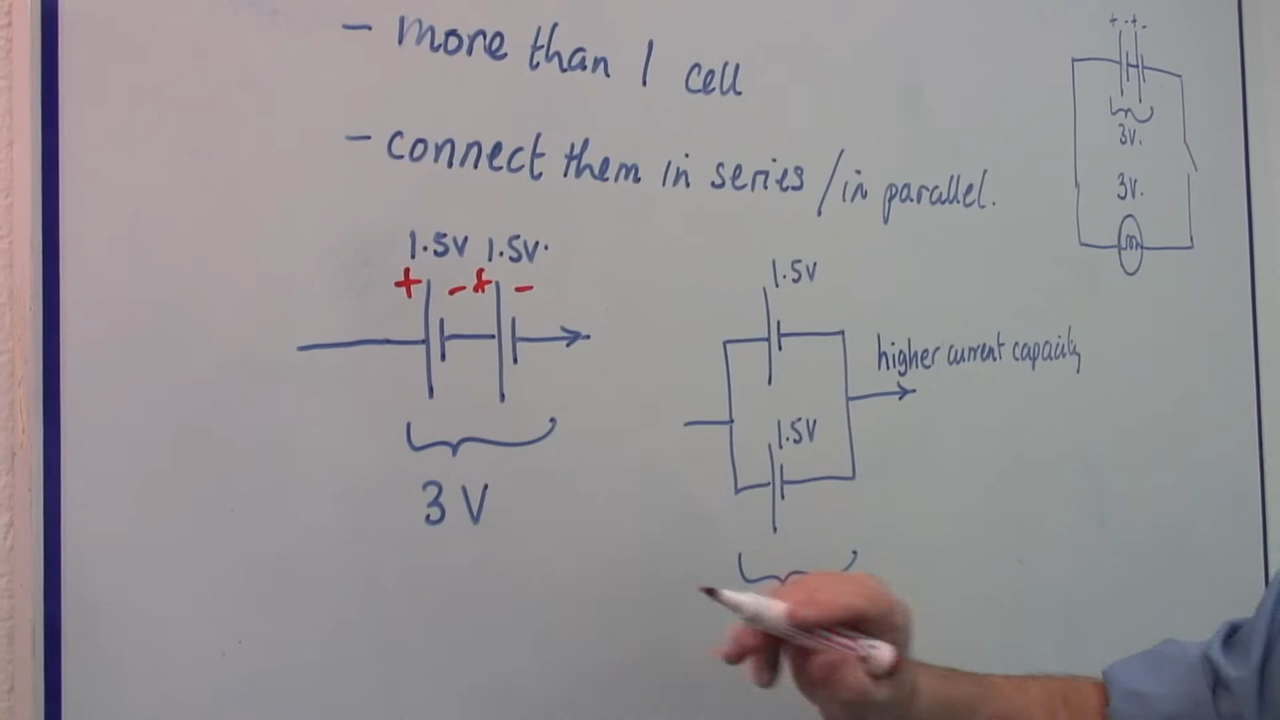 - more than 1 cell
- connect them in series / in parallel.
1.5V 1.5V.
+ - + -
3 V
1.5V
1.5V
higher current capacity
+ - + -
3V.
3V.